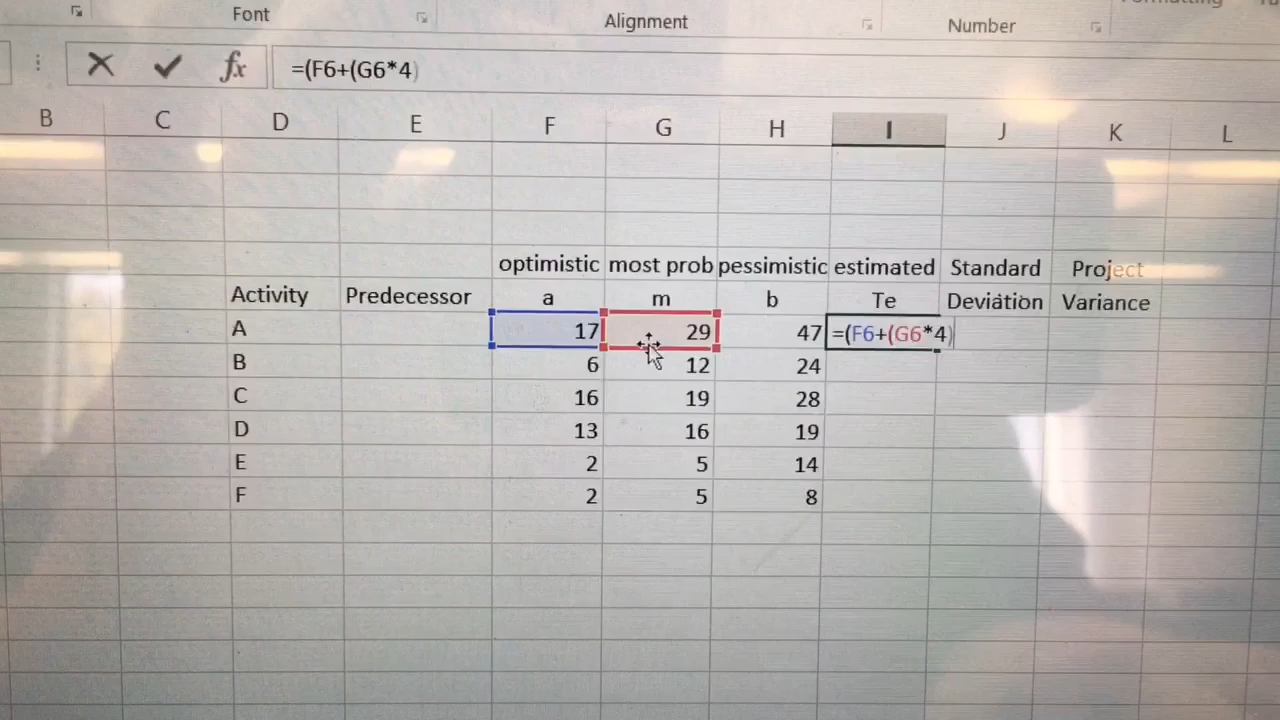 Font Alignment Number
fx =(F6+(G6*4)
B C D E F G H I J K L
optimistic most prob pessimistic estimated Standard Project
Activity Predecessor a m b Te Deviation Variance
A 17 29 47 =(F6+(G6*4)
B 6 12 24
C 16 19 28
D 13 16 19
E 2 5 14
F 2 5 8